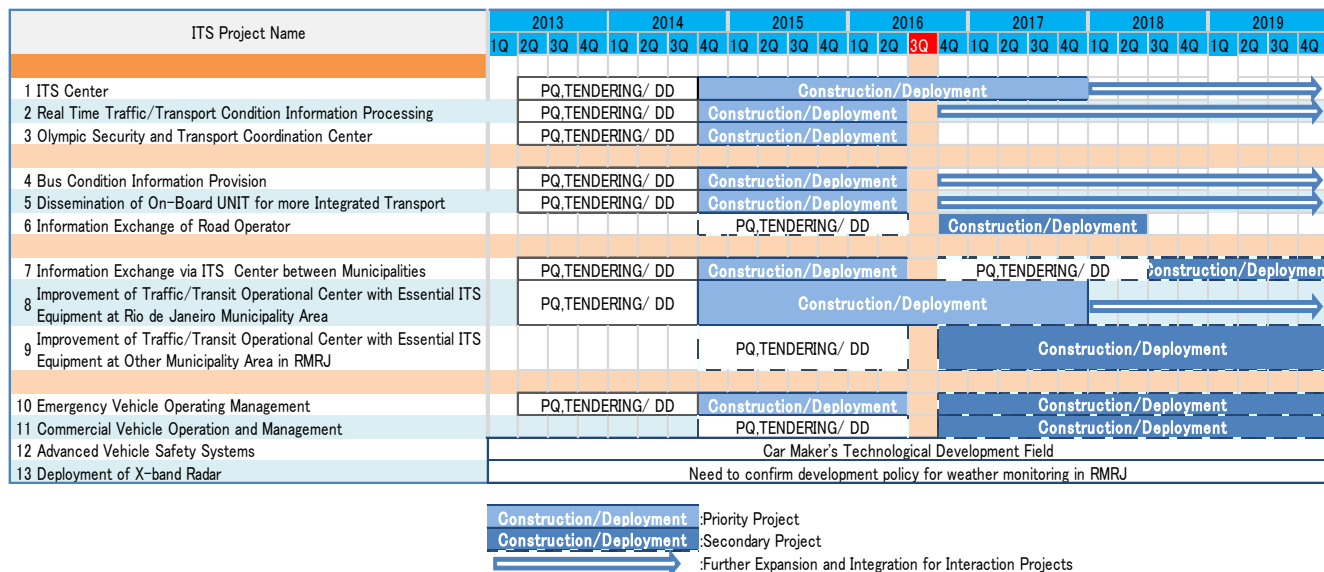 ITS Project Name
2013 2014 2015 2016 2017 2018 2019
1Q 2Q 3Q 4Q 1Q 2Q 3Q 4Q 1Q 2Q 3Q 4Q 1Q 2Q 3Q 4Q 1Q 2Q 3Q 4Q 1Q 2Q 3Q 4Q 1Q 2Q 3Q 4Q
1 ITS Center PQ,TENDERING/ DD Construction/Deployment
2 Real Time Traffic/Transport Condition Information Processing PQ,TENDERING/ DD Construction/Deployment
3 Olympic Security and Transport Coordination Center PQ,TENDERING/ DD Construction/Deployment
4 Bus Condition Information Provision PQ,TENDERING/ DD Construction/Deployment
5 Dissemination of On-Board UNIT for more Integrated Transport PQ,TENDERING/ DD Construction/Deployment
6 Information Exchange of Road Operator PQ,TENDERING/ DD Construction/Deployment
7 Information Exchange via ITS Center between Municipalities PQ,TENDERING/ DD Construction/Deployment PQ,TENDERING/ DD Construction/Deployment
8 Improvement of Traffic/Transit Operational Center with Essential ITS
Equipment at Rio de Janeiro Municipality Area PQ,TENDERING/ DD Construction/Deployment
9 Improvement of Traffic/Transit Operational Center with Essential ITS
Equipment at Other Municipality Area in RMRJ PQ,TENDERING/ DD Construction/Deployment
10 Emergency Vehicle Operating Management PQ,TENDERING/ DD Construction/Deployment Construction/Deployment
11 Commercial Vehicle Operation and Management PQ,TENDERING/ DD Construction/Deployment
12 Advanced Vehicle Safety Systems Car Maker's Technological Development Field
13 Deployment of X-band Radar Need to confirm development policy for weather monitoring in RMRJ
Construction/Deployment :Priority Project
Construction/Deployment :Secondary Project
:Further Expansion and Integration for Interaction Projects